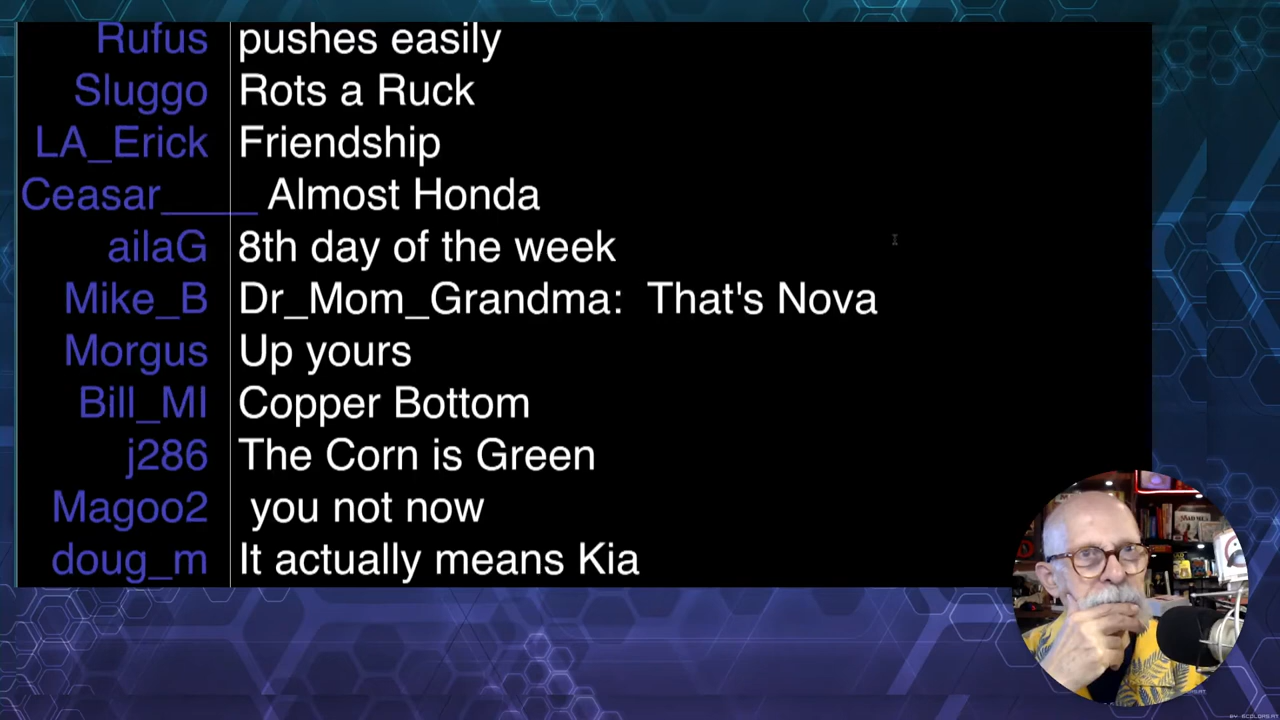 Rufus pushes easily
Sluggo Rots a Ruck
LA_Erick Friendship
Ceasar____ Almost Honda
ailaG 8th day of the week
Mike_B Dr_Mom_Grandma:  That's Nova
Morgus Up yours
Bill_MI Copper Bottom
j286 The Corn is Green
Magoo2 you not now
doug_m It actually means Kia